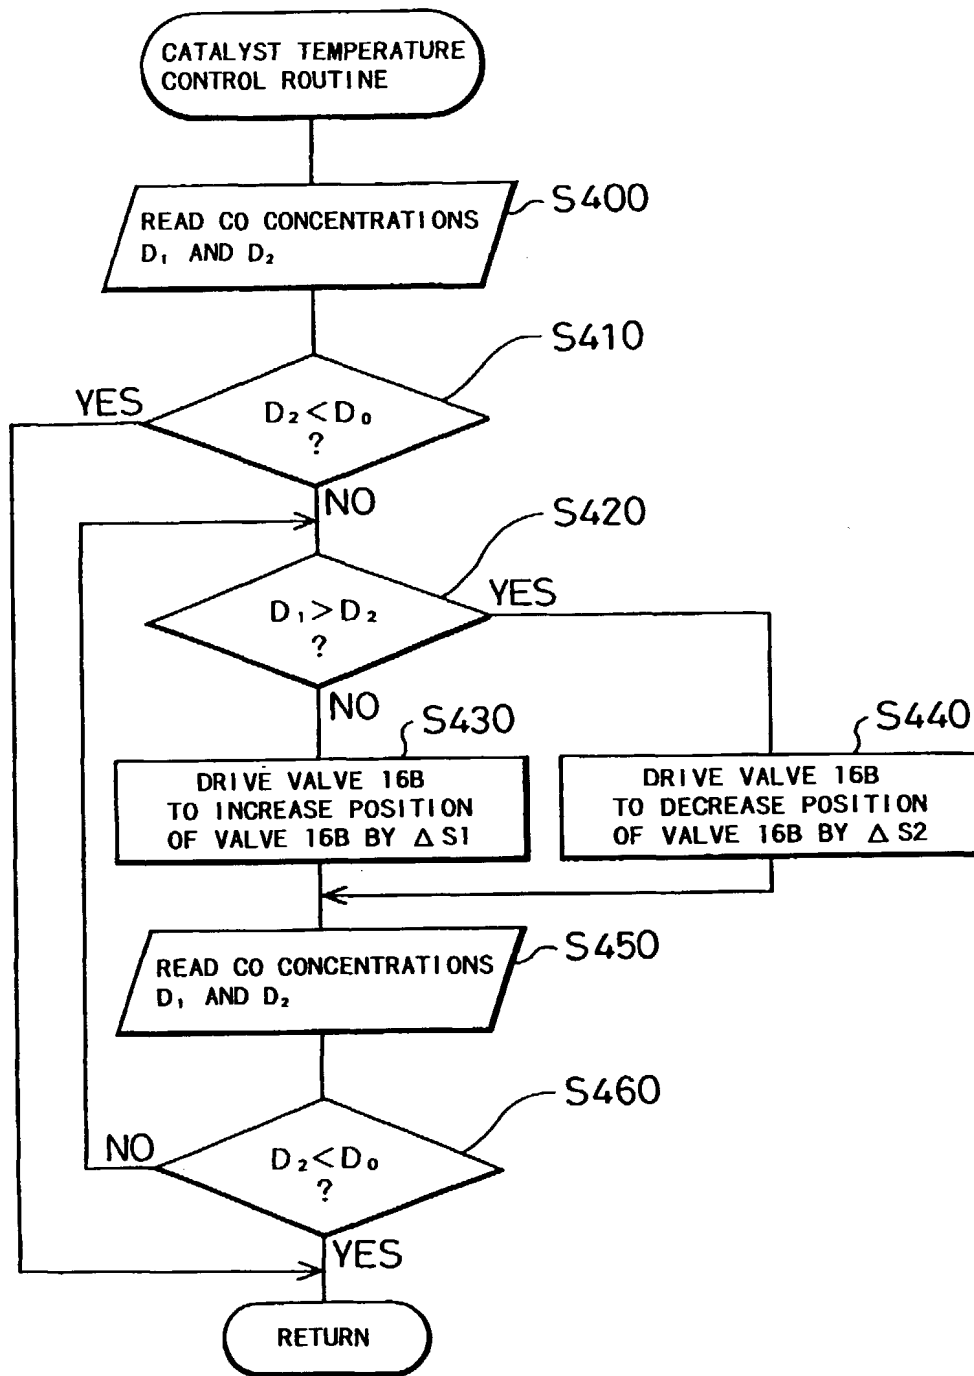 CATALYST TEMPERATURE
CONTROL ROUTINE
S400
READ CO CONCENTRATIONS
D₁ AND D₂
S410
YES
D₂<D₀
?
NO
S420
D₁>D₂
?
YES
NO
S430
DRIVE VALVE 16B
TO INCREASE POSITION
OF VALVE 16B BY Δ S1
S440
DRIVE VALVE 16B
TO DECREASE POSITION
OF VALVE 16B BY Δ S2
S450
READ CO CONCENTRATIONS
D₁ AND D₂
S460
NO
D₂<D₀
?
YES
RETURN